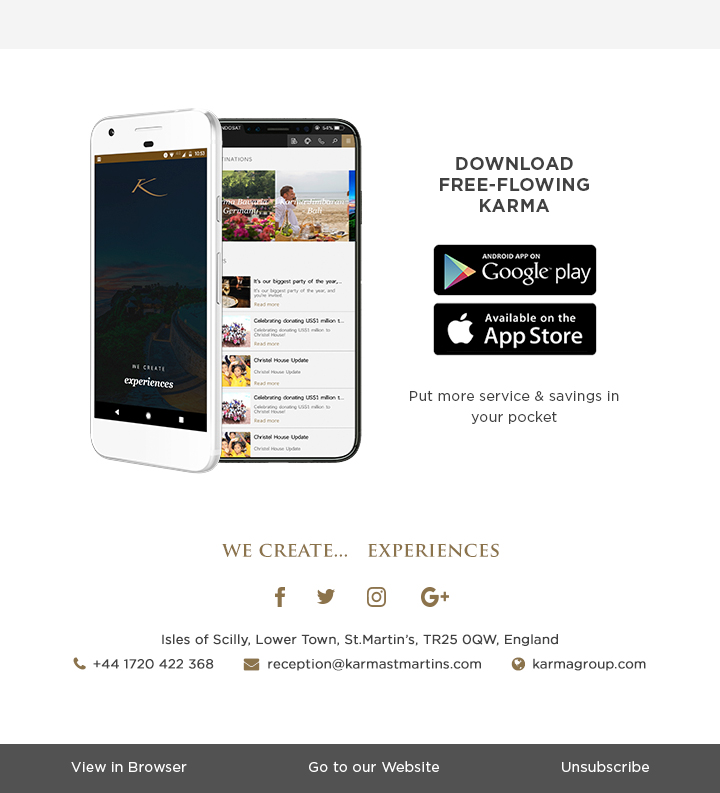 10:53
WE CREATE
experiences
NDOSAT
54%
TINATIONS
ma Bavaria
Germany
Karma Jimbaran
- Bali
It's our biggest party of the year,...
It's our biggest party of the year, and
you're invited.
Read more
Celebrating donating US$1 million t...
Celebrating donating US$1 million to
Christel House!
Read more
Christel House Update
Christel House Update
Read more
Celebrating donating US$1 million t...
Celebrating donating US$1 million to
Christel House!
Read more
Christel House Update
Christel House Update
DOWNLOAD
FREE-FLOWING
KARMA
ANDROID APP ON
Google play
Available on the
App Store
Put more service & savings in
your pocket
WE CREATE... EXPERIENCES
Isles of Scilly, Lower Town, St.Martin's, TR25 0QW, England
+44 1720 422 368 reception@karmastmartins.com karmagroup.com
View in Browser Go to our Website Unsubscribe